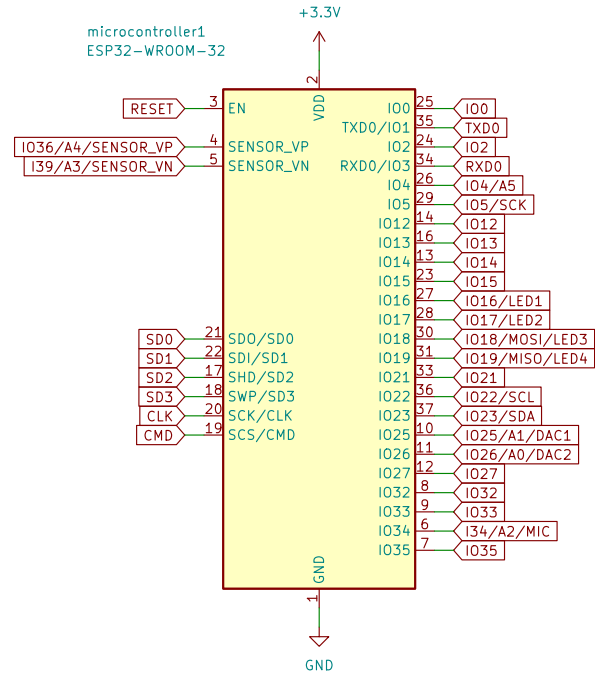 +3.3V
microcontroller1
ESP32-WROOM-32
2
VDD
RESET 3 EN
IO36/A4/SENSOR_VP 4 SENSOR_VP
I39/A3/SENSOR_VN 5 SENSOR_VN
SD0 21 SDO/SD0
SD1 22 SDI/SD1
SD2 17 SHD/SD2
SD3 18 SWP/SD3
CLK 20 SCK/CLK
CMD 19 SCS/CMD
IO0 25 IO0
TXD0/IO1 35 TXD0
IO2 24 IO2
RXD0/IO3 34 RXD0
IO4 26 IO4/A5
IO5 29 IO5/SCK
IO12 14 IO12
IO13 16 IO13
IO14 13 IO14
IO15 23 IO15
IO16 27 IO16/LED1
IO17 28 IO17/LED2
IO18 30 IO18/MOSI/LED3
IO19 31 IO19/MISO/LED4
IO21 33 IO21
IO22 36 IO22/SCL
IO23 37 IO23/SDA
IO25 10 IO25/A1/DAC1
IO26 11 IO26/A0/DAC2
IO27 12 IO27
IO32 8 IO32
IO33 9 IO33
IO34 6 I34/A2/MIC
IO35 7 IO35
GND
1
GND